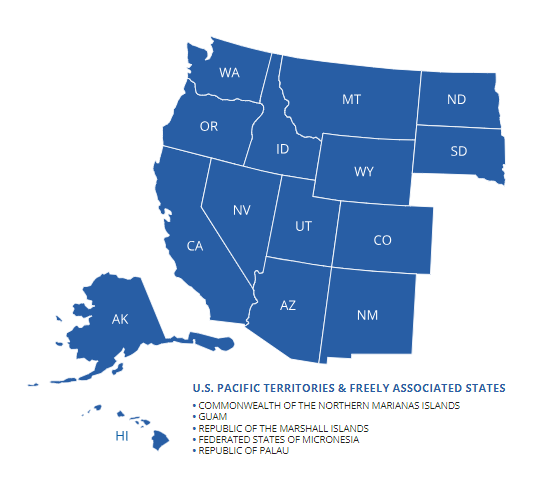 WA
MT
ND
OR
ID
SD
WY
NV
UT
CO
CA
AZ
NM
AK
HI
U.S. PACIFIC TERRITORIES & FREELY ASSOCIATED STATES
• COMMONWEALTH OF THE NORTHERN MARIANAS ISLANDS
• GUAM
• REPUBLIC OF THE MARSHALL ISLANDS
• FEDERATED STATES OF MICRONESIA
• REPUBLIC OF PALAU